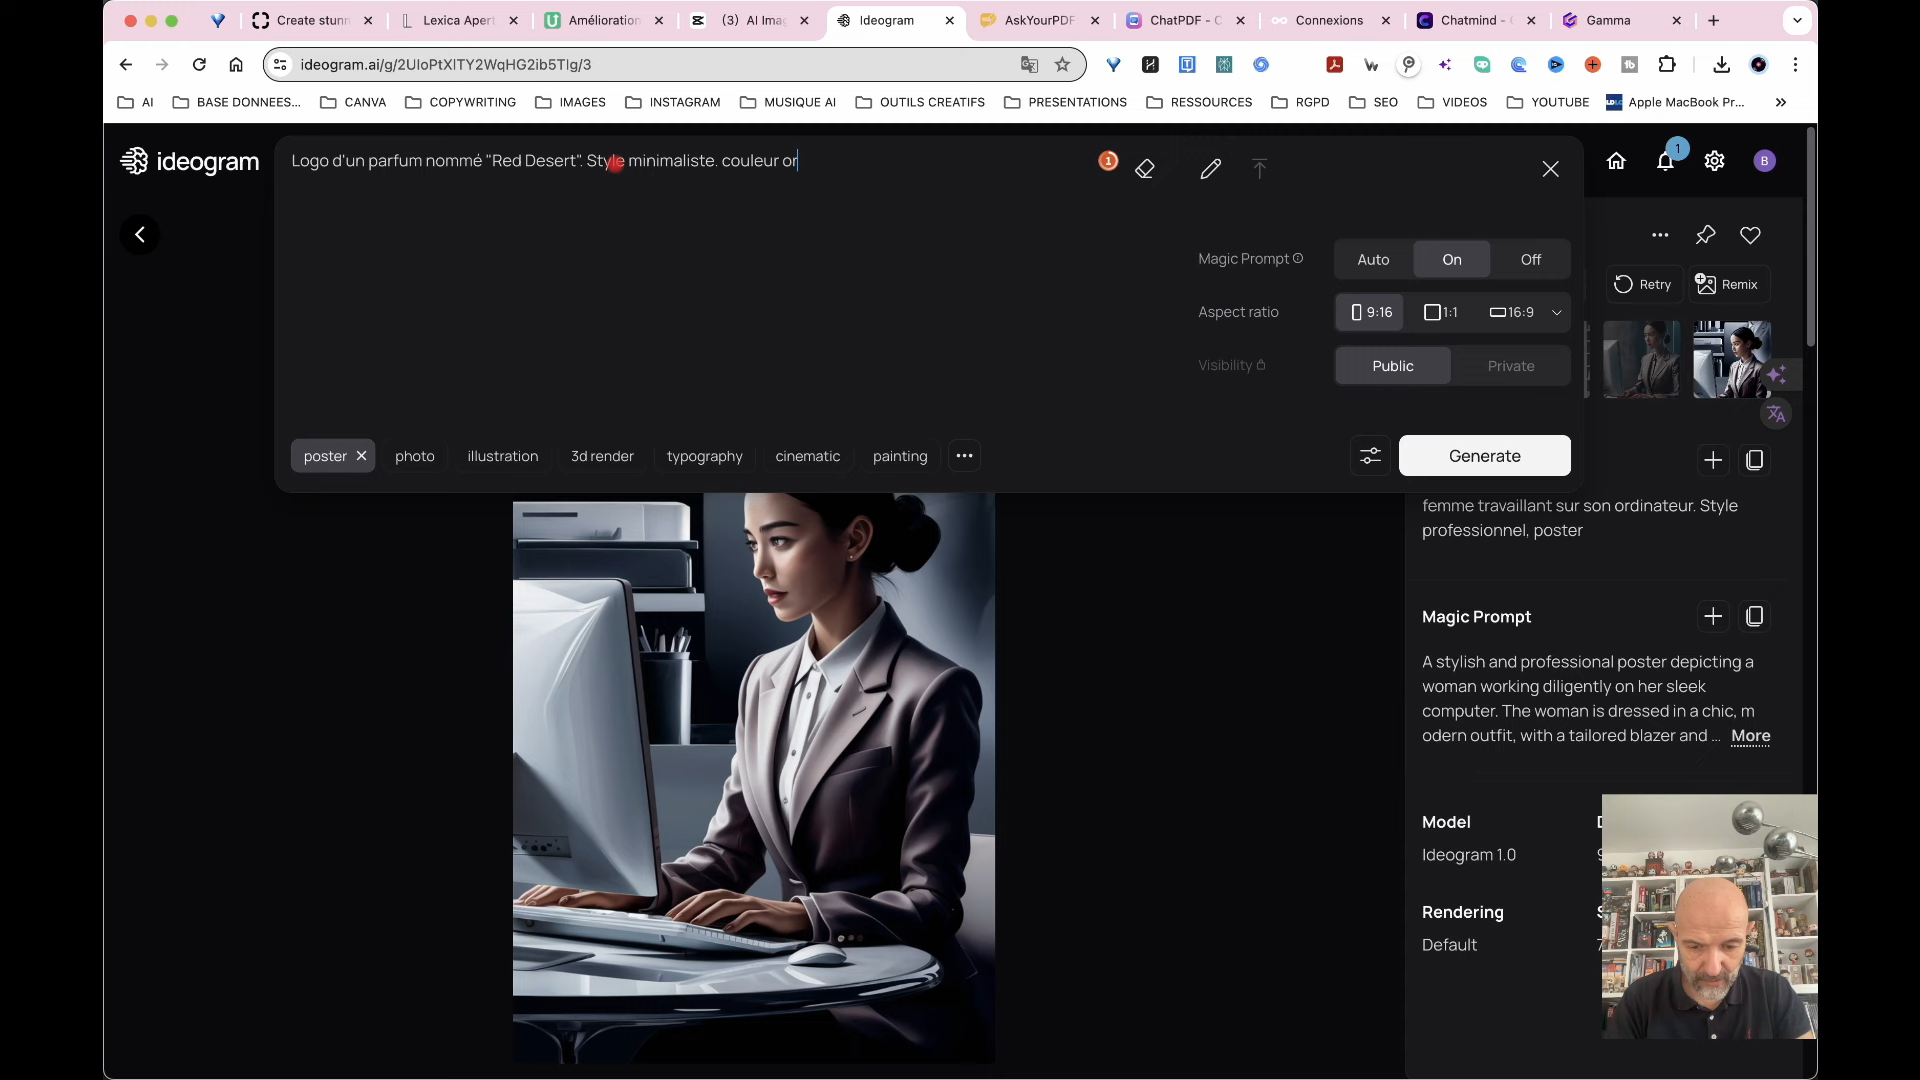 Create stunn
Lexica Apert
Amélioration
(3) AI Imag
Ideogram
AskYourPDF
ChatPDF - C
Connexions
Chatmind -
Gamma
ideogram.ai/g/2UIoPtXlTY2WqHG2ib5TIg/3
AI
BASE DONNEES...
CANVA
COPYWRITING
IMAGES
INSTAGRAM
MUSIQUE AI
OUTILS CREATIFS
PRESENTATIONS
RESSOURCES
RGPD
SEO
VIDEOS
YOUTUBE
Apple MacBook Pr...
ideogram
Logo d'un parfum nommé "Red Desert". Style minimaliste. couleur or
1
1
B
Magic Prompt
Auto
On
Off
Aspect ratio
9:16
1:1
16:9
Visibility
Public
Private
poster
photo
illustration
3d render
typography
cinematic
painting
Generate
Retry
Remix
femme travaillant sur son ordinateur. Style
professionnel, poster
Magic Prompt
A stylish and professional poster depicting a
woman working diligently on her sleek
computer. The woman is dressed in a chic, m
odern outfit, with a tailored blazer and ... More
Model
Ideogram 1.0
Rendering
Default